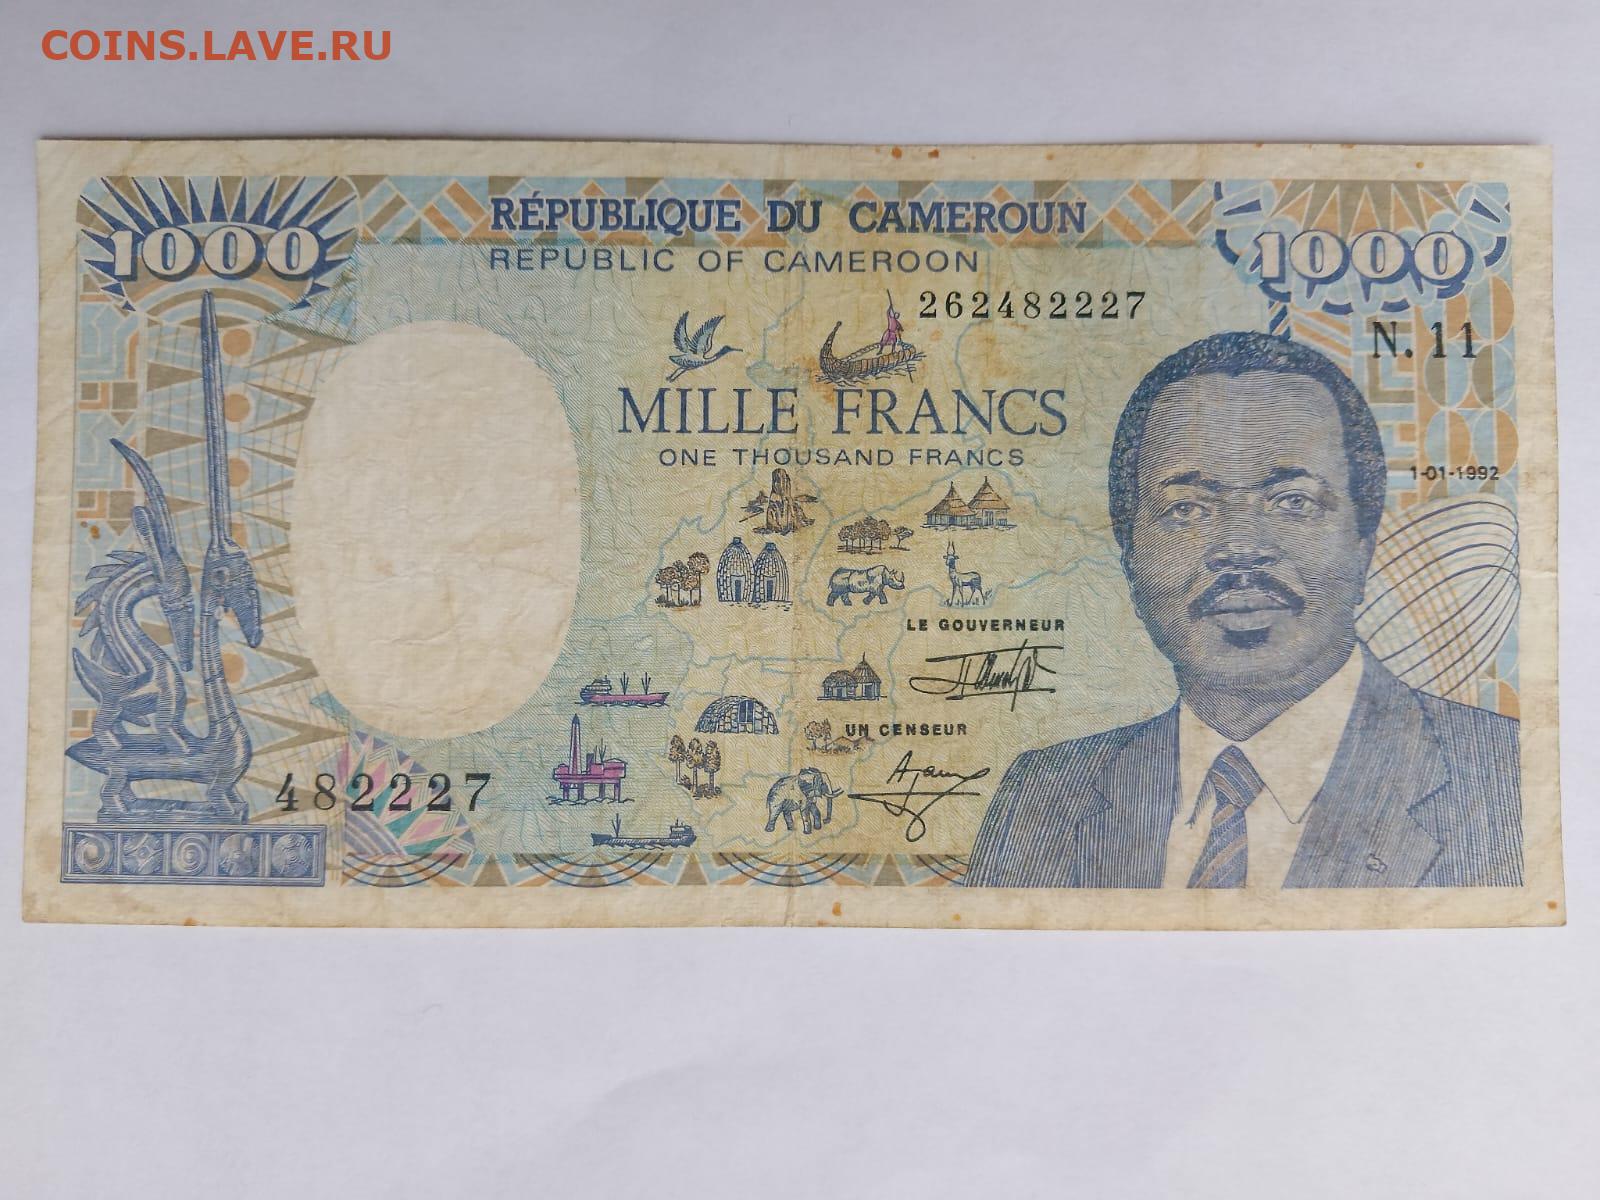 COINS.LAVE.RU
RÉPUBLIQUE DU CAMEROUN
1000
REPUBLIC OF CAMEROON
1000
262482227
N.11
MILLE FRANCS
ONE THOUSAND FRANCS
1-01-1992
LE GOUVERNEUR
UN CENSEUR
482227